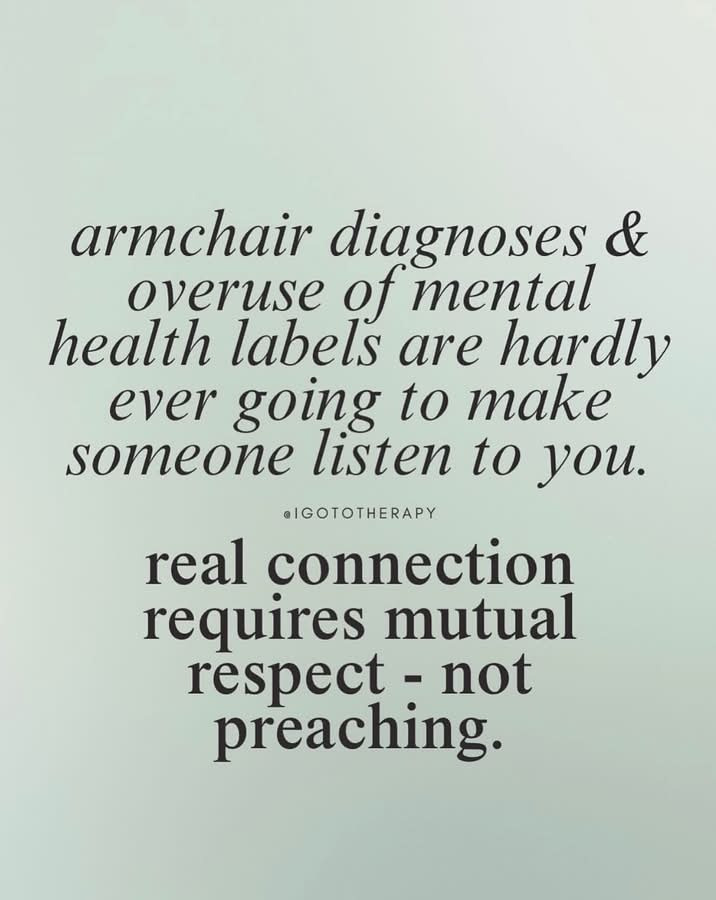 armchair diagnoses &
overuse of mental
health labels are hardly
ever going to make
someone listen to you.
@IGOTOTHERAPY
real connection
requires mutual
respect - not
preaching.